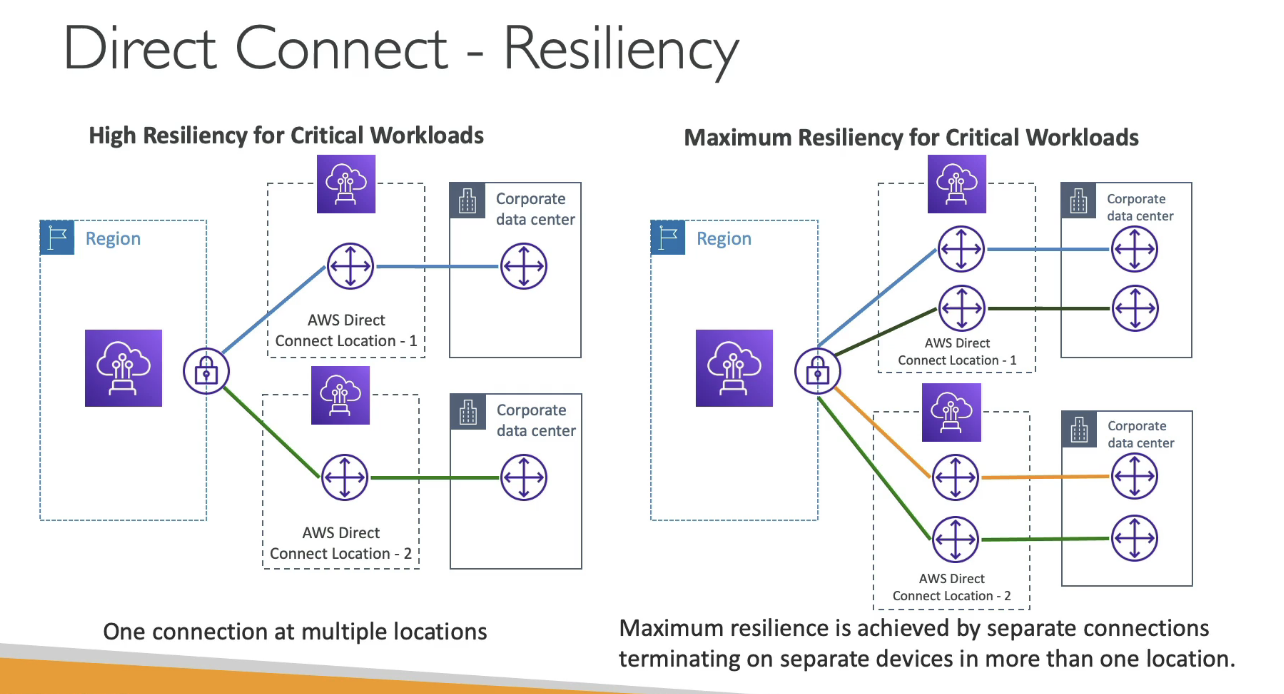 Direct Connect - Resiliency
High Resiliency for Critical Workloads
Region
AWS Direct
Connect Location - 1
Corporate
data center
AWS Direct
Connect Location - 2
Corporate
data center
One connection at multiple locations
Maximum Resiliency for Critical Workloads
Region
AWS Direct
Connect Location - 1
Corporate
data center
AWS Direct
Connect Location - 2
Corporate
data center
Maximum resilience is achieved by separate connections
terminating on separate devices in more than one location.